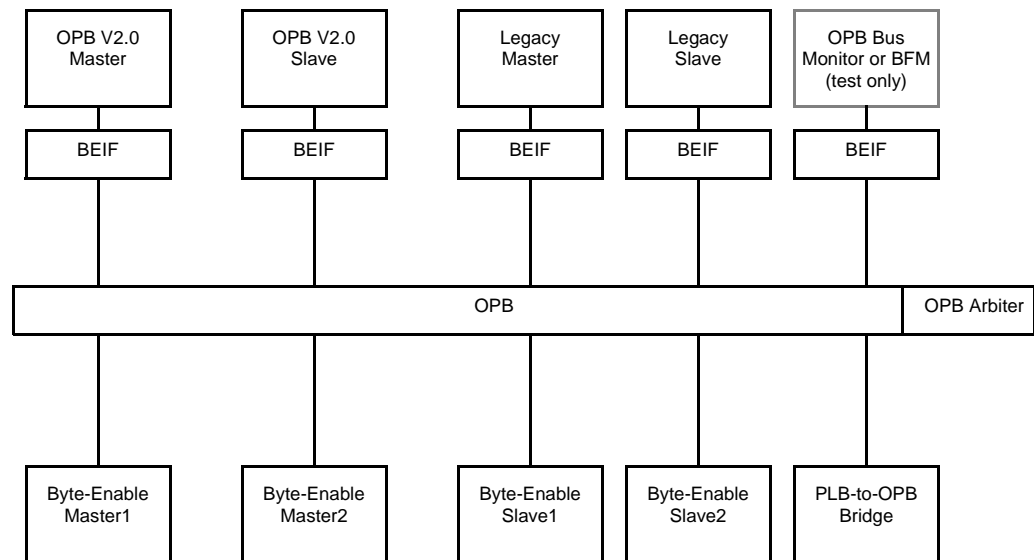 OPB V2.0
Master
OPB V2.0
Slave
Legacy
Master
Legacy
Slave
OPB Bus
Monitor or BFM
(test only)
BEIF
BEIF
BEIF
BEIF
BEIF
OPB
OPB Arbiter
Byte-Enable
Master1
Byte-Enable
Master2
Byte-Enable
Slave1
Byte-Enable
Slave2
PLB-to-OPB
Bridge